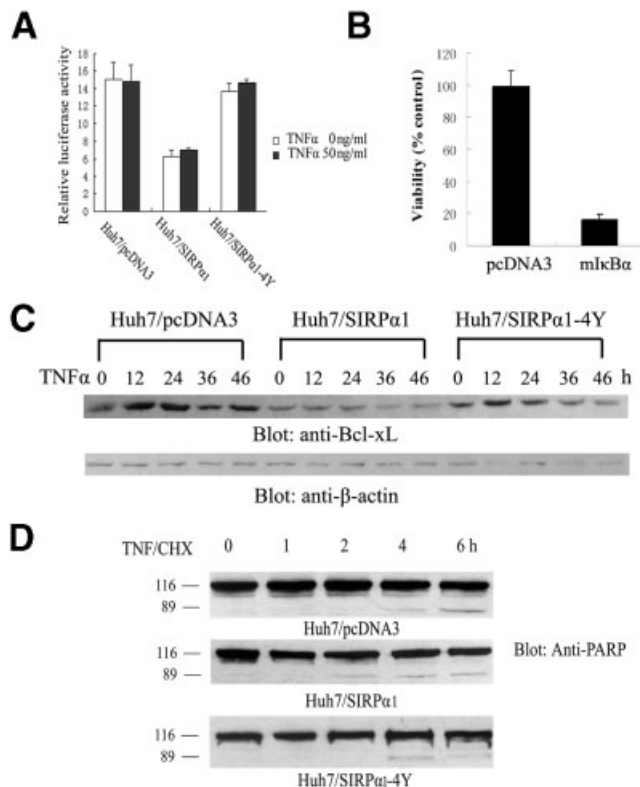 A
Relative luciferase activity
18
16
14
12
10
8
6
4
2
0
TNFα 0ng/ml
TNFα 50ng/ml
Huh7/pcDNA3
Huh7/SIRPα1
Huh7/SIRPα1-4Y
B
Viability (% control)
120
100
80
60
40
20
0
pcDNA3
mIκBα
C
Huh7/pcDNA3 Huh7/SIRPα1 Huh7/SIRPα1-4Y
TNFα 0 12 24 36 46 0 12 24 36 46 0 12 24 36 46 h
Blot: anti-Bcl-xL
Blot: anti-β-actin
D
TNF/CHX 0 1 2 4 6 h
116
89
Huh7/pcDNA3
116
89
Huh7/SIRPα1
Blot: Anti-PARP
116
89
Huh7/SIRPα1-4Y